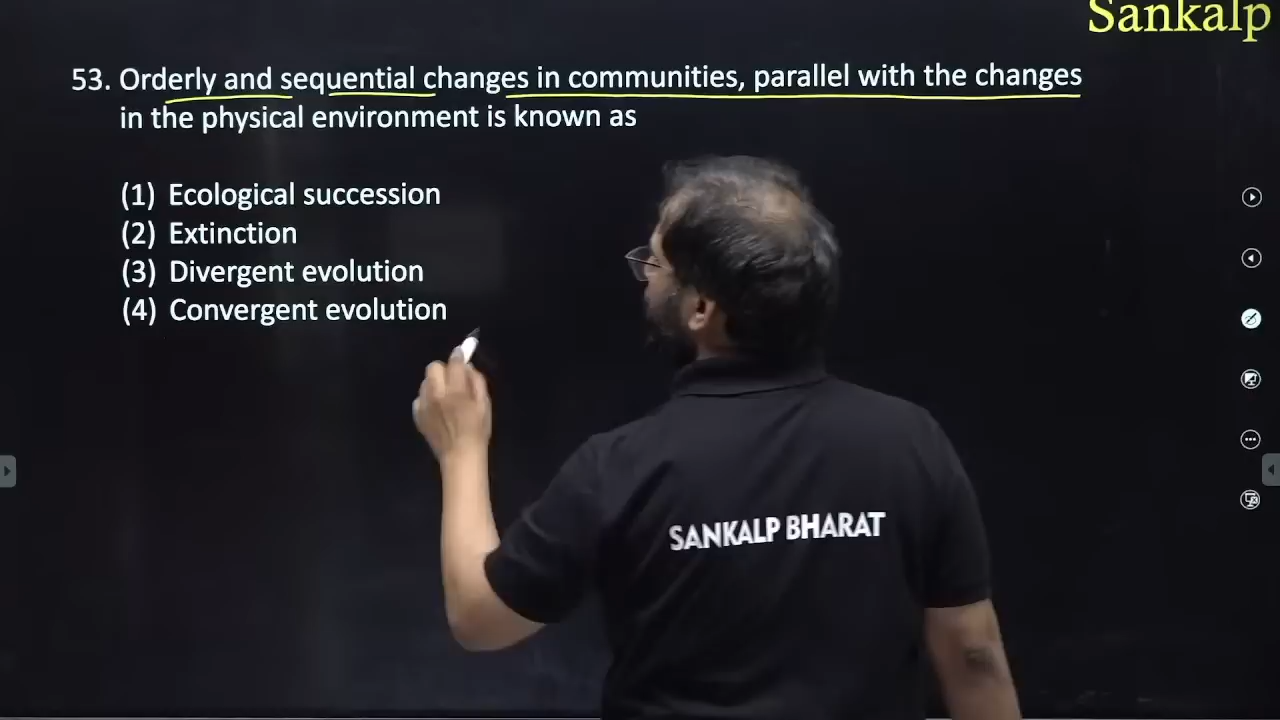 Sankalp
53. Orderly and sequential changes in communities, parallel with the changes
in the physical environment is known as
(1) Ecological succession
(2) Extinction
(3) Divergent evolution
(4) Convergent evolution
SANKALP BHARAT